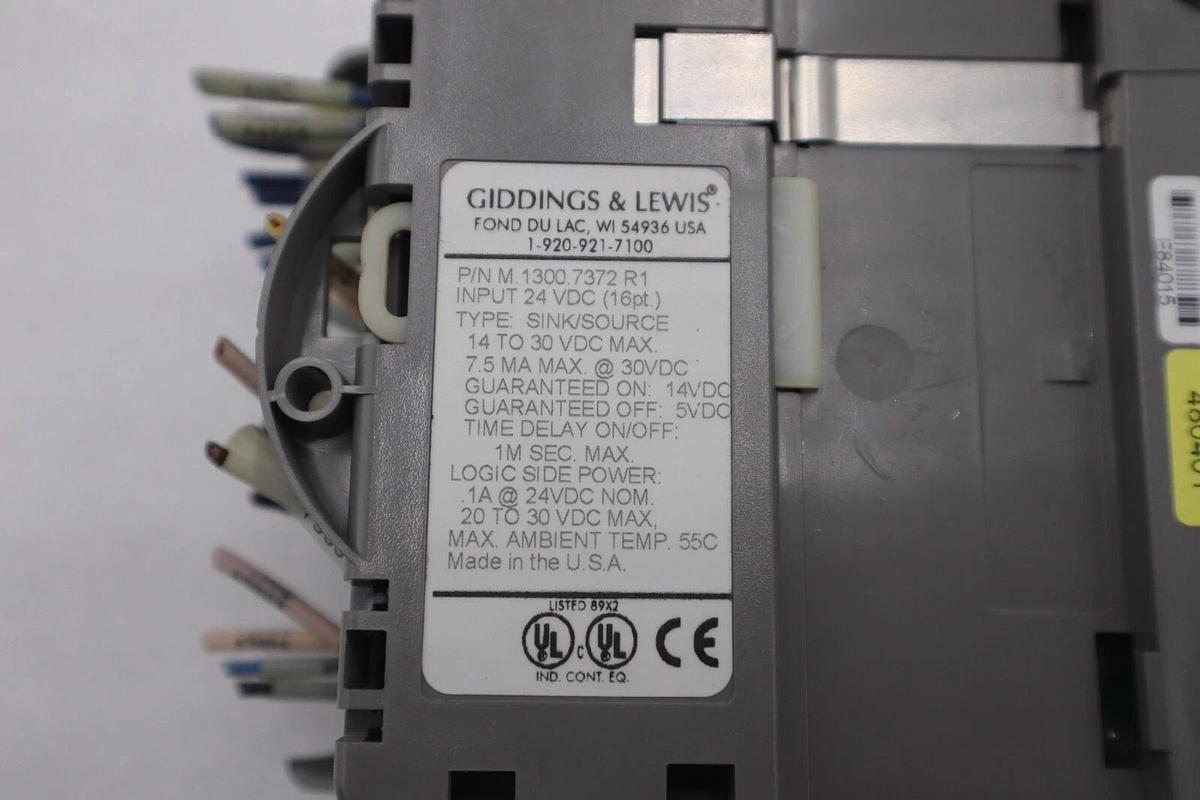 GIDDINGS & LEWIS®
FOND DU LAC, WI 54936 USA
1-920-921-7100
P/N M.1300.7372 R1
INPUT 24 VDC (16pt.)
TYPE: SINK/SOURCE
14 TO 30 VDC MAX.
7.5 MA MAX. @ 30VDC
GUARANTEED ON: 14VDC
GUARANTEED OFF: 5VDC
TIME DELAY ON/OFF:
1M SEC. MAX.
LOGIC SIDE POWER:
.1A @ 24VDC NOM.
20 TO 30 VDC MAX,
MAX. AMBIENT TEMP. 55C
Made in the U.S.A.
LISTED 89X2
UL C UL CE
IND. CONT. EQ.